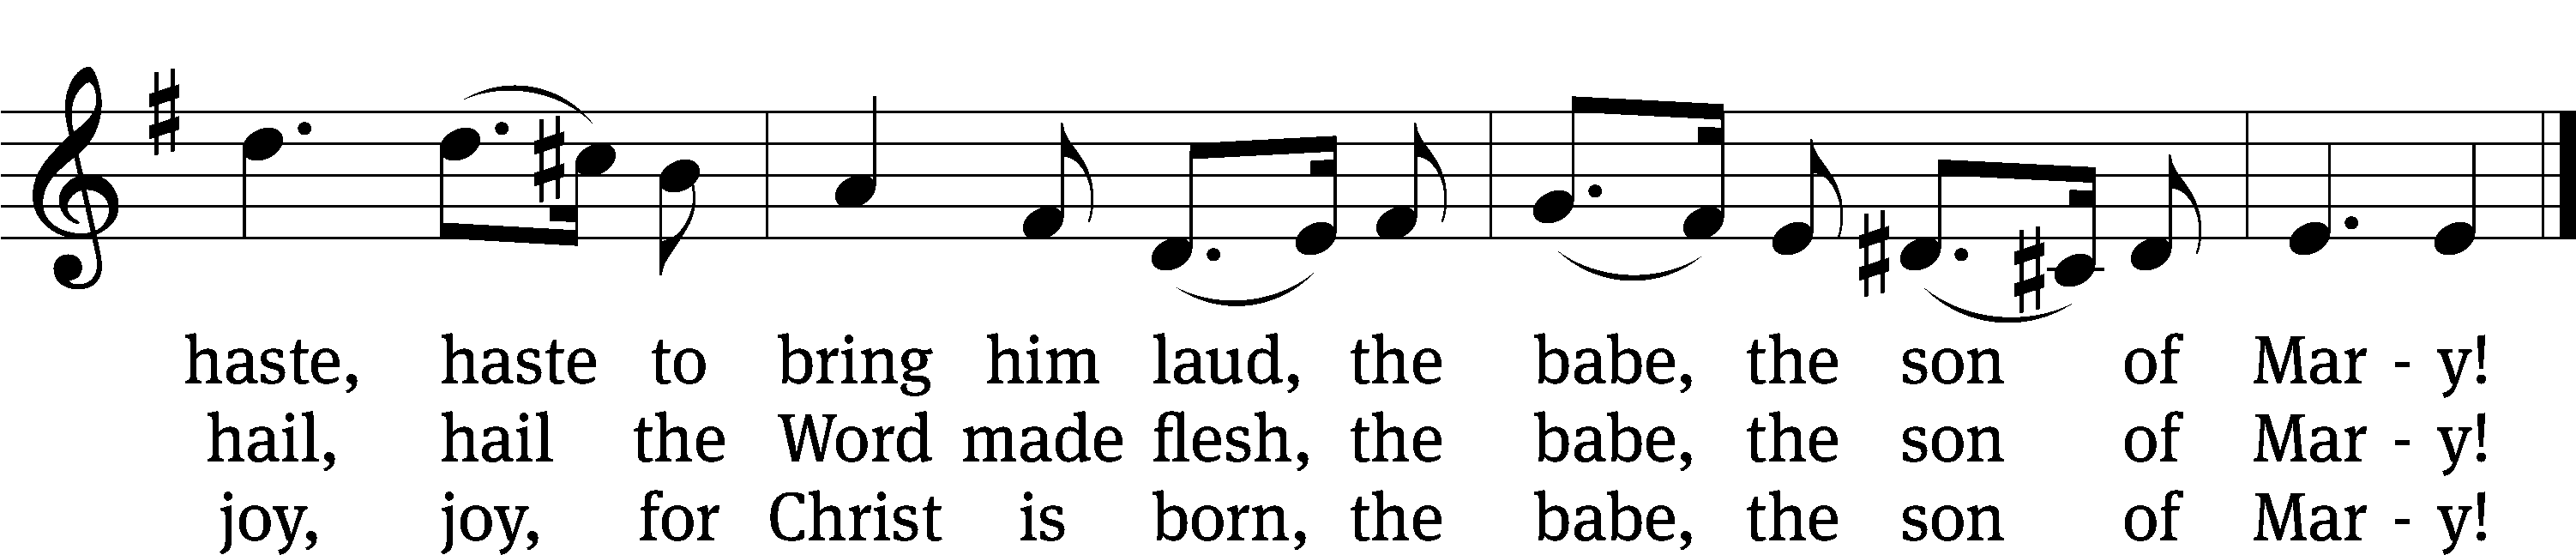 haste, haste to bring him laud, the babe, the son of Mar - y!
hail, hail the Word made flesh, the babe, the son of Mar - y!
joy, joy, for Christ is born, the babe, the son of Mar - y!